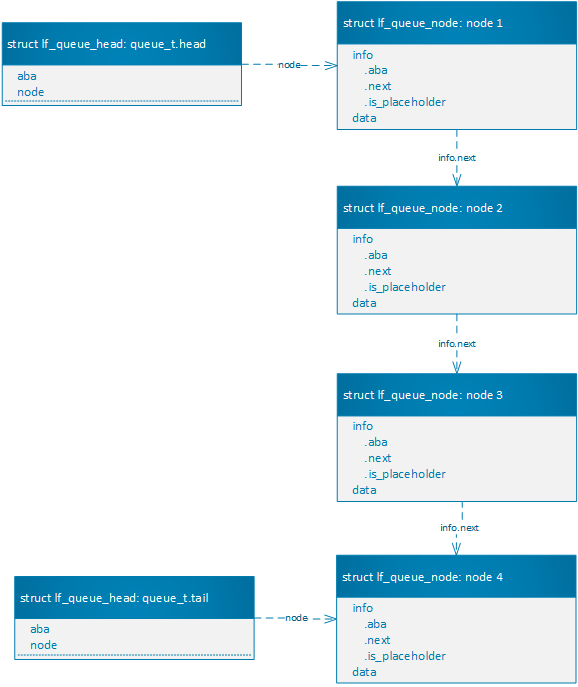 struct lf_queue_head: queue_t.head
aba
node
node
struct lf_queue_node: node 1
info
.aba
.next
.is_placeholder
data
info.next
struct lf_queue_node: node 2
info
.aba
.next
.is_placeholder
data
info.next
struct lf_queue_node: node 3
info
.aba
.next
.is_placeholder
data
info.next
struct lf_queue_head: queue_t.tail
aba
node
node
struct lf_queue_node: node 4
info
.aba
.next
.is_placeholder
data